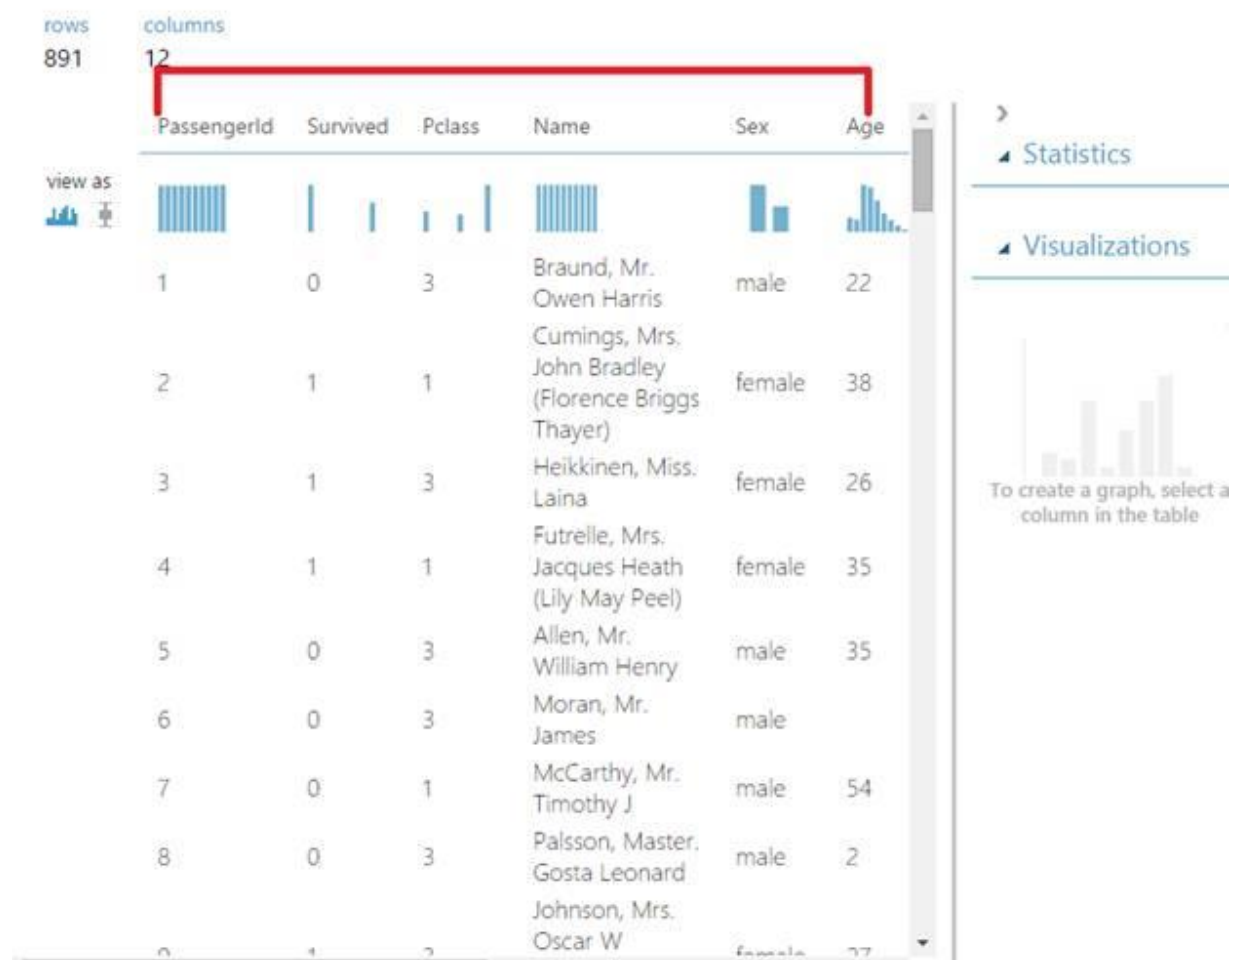 rows columns
891 12
PassengerId Survived Pclass Name Sex Age
view as
1 0 3 Braund, Mr.
Owen Harris male 22
2 1 1 Cumings, Mrs.
John Bradley
(Florence Briggs
Thayer) female 38
3 1 3 Heikkinen, Miss.
Laina female 26
4 1 1 Futrelle, Mrs.
Jacques Heath
(Lily May Peel) female 35
5 0 3 Allen, Mr.
William Henry male 35
6 0 3 Moran, Mr.
James male
7 0 1 McCarthy, Mr.
Timothy J male 54
8 0 3 Palsson, Master.
Gosta Leonard male 2
Johnson, Mrs.
Oscar W
Statistics
Visualizations
To create a graph, select a
column in the table